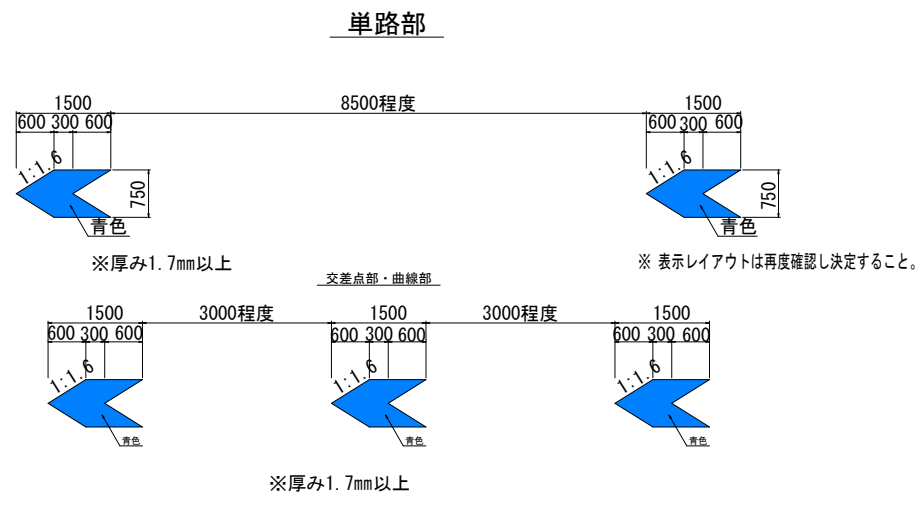 単路部
1500 8500程度 1500
600 300 600 600 300 600
1:1.6 1:1.6
750 750
青色 青色
※厚み1.7mm以上 ※ 表示レイアウトは再度確認し決定すること。
交差点部・曲線部
1500 3000程度 1500 3000程度 1500
600 300 600 600 300 600 600 300 600
1:1.6 1:1.6 1:1.6
青色 青色 青色
※厚み1.7mm以上